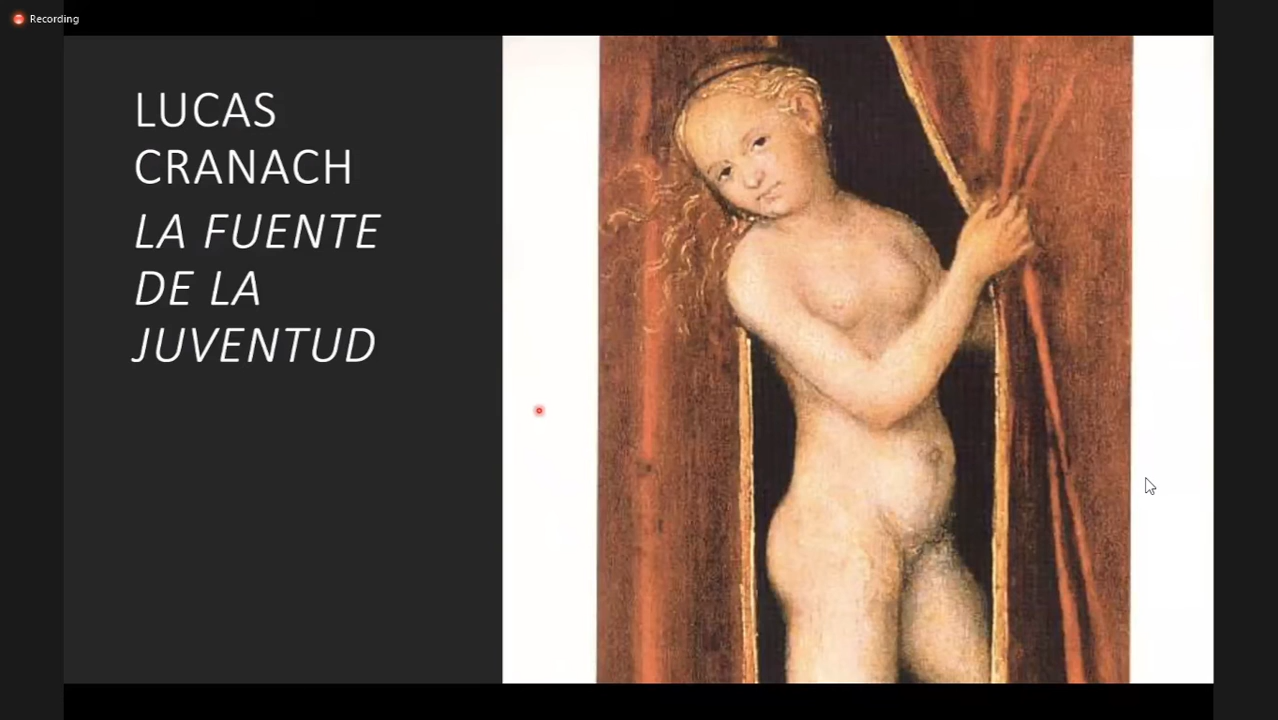 Recording
LUCAS
CRANACH
LA FUENTE
DE LA
JUVENTUD